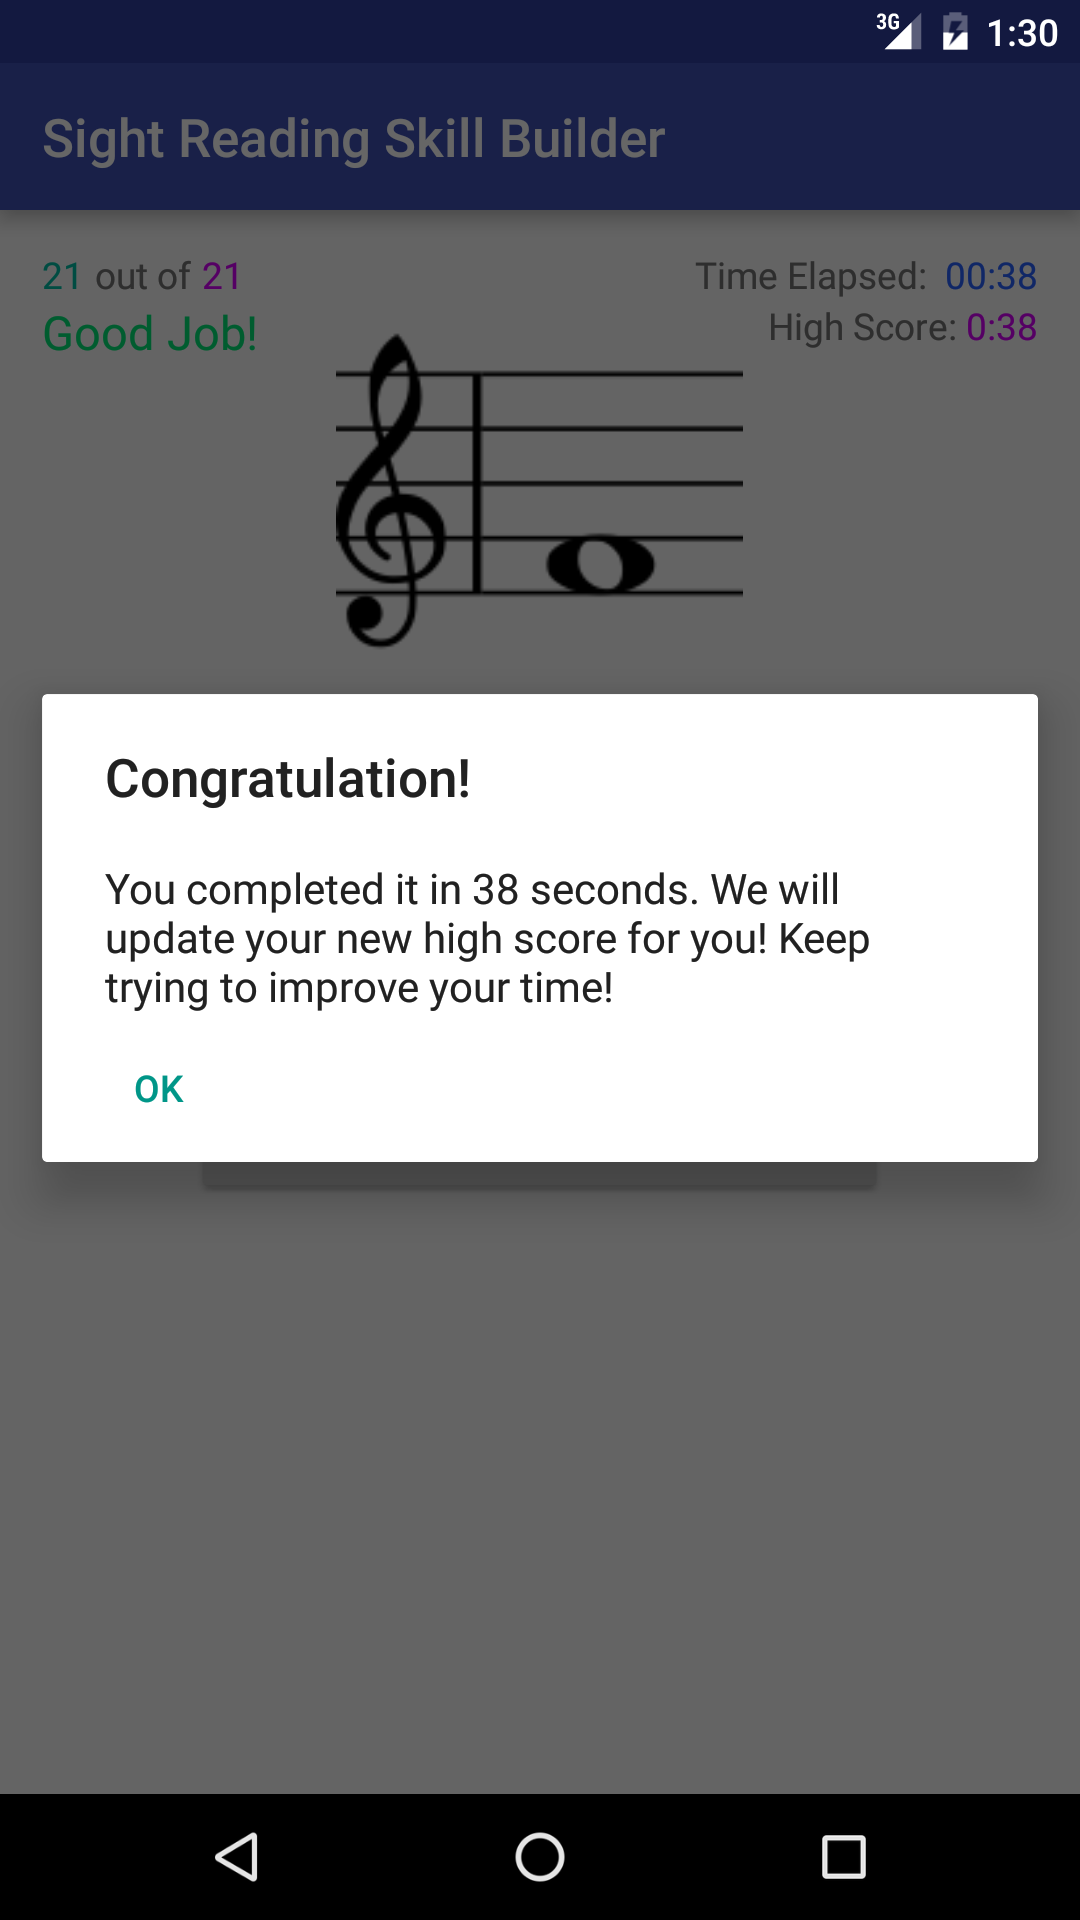 3G 1:30
Sight Reading Skill Builder
21 out of 21 Time Elapsed: 00:38
Good Job! High Score: 0:38
Congratulation!
You completed it in 38 seconds. We will
update your new high score for you! Keep
trying to improve your time!
OK